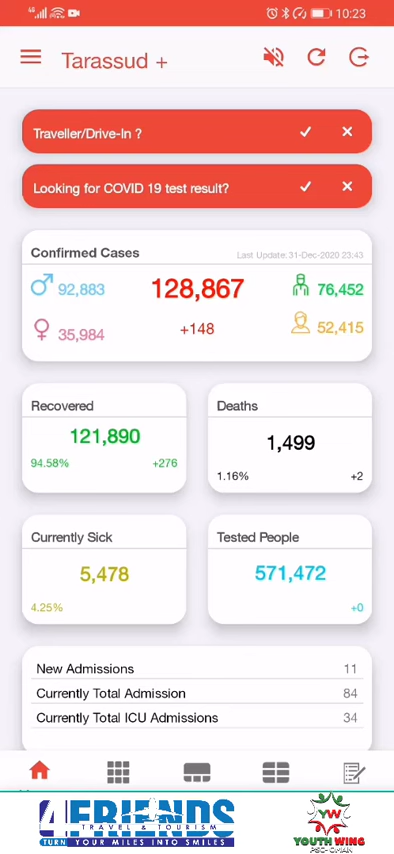 10:23
Tarassud +
Traveller/Drive-In ?
Looking for COVID 19 test result?
Confirmed Cases
Last Update: 31-Dec-2020 23:43
92,883
128,867
76,452
35,984
+148
52,415
Recovered
121,890
94.58%
+276
Deaths
1,499
1.16%
+2
Currently Sick
5,478
4.25%
Tested People
571,472
+0
New Admissions 11
Currently Total Admission 84
Currently Total ICU Admissions 34
4FRIENDS
TRAVEL & TOURISM
TURN YOUR MILES INTO SMILES
YW
YOUTH WING
PSC-OMAN